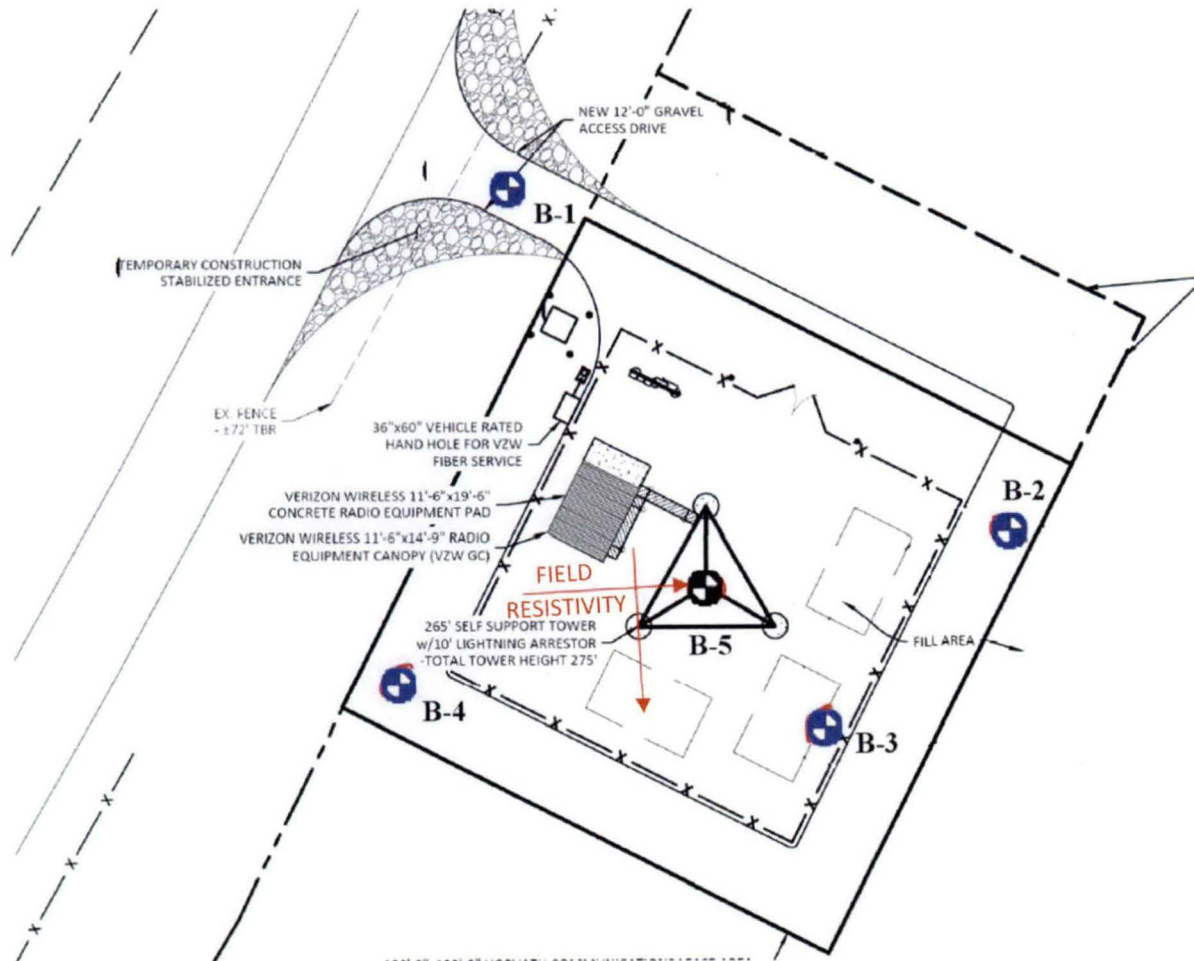 NEW 12'-0" GRAVEL
ACCESS DRIVE
B-1
TEMPORARY CONSTRUCTION
STABILIZED ENTRANCE
EX. FENCE
- ±72' TBR
36"x60" VEHICLE RATED
HAND HOLE FOR VZW
FIBER SERVICE
VERIZON WIRELESS 11'-6"x19'-6"
CONCRETE RADIO EQUIPMENT PAD
VERIZON WIRELESS 11'-6"x14'-9" RADIO
EQUIPMENT CANOPY (VZW GC)
B-2
FIELD
RESISTIVITY
265' SELF SUPPORT TOWER
w/10' LIGHTNING ARRESTOR
-TOTAL TOWER HEIGHT 275'
B-5
FILL AREA
B-4
B-3